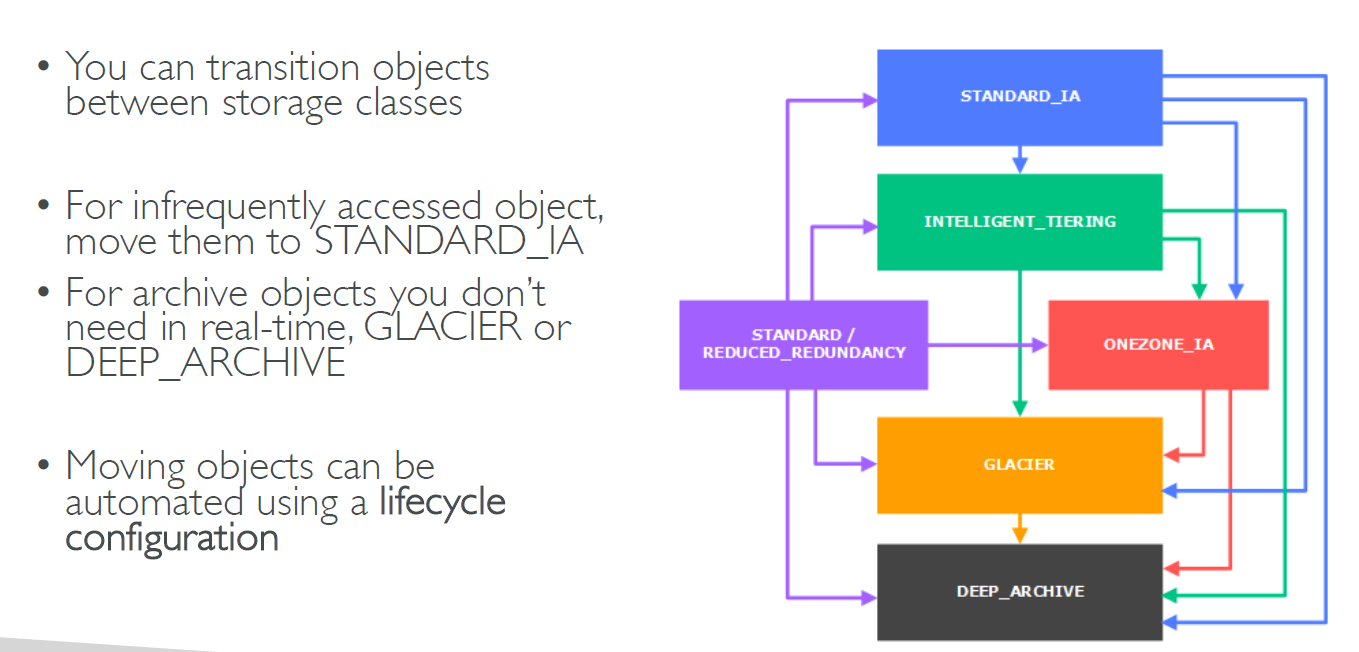 • You can transition objects
between storage classes
• For infrequently accessed object,
move them to STANDARD_IA
• For archive objects you don't
need in real-time, GLACIER or
DEEP_ARCHIVE
• Moving objects can be
automated using a lifecycle
configuration
STANDARD_IA
INTELLIGENT_TIERING
STANDARD /
REDUCED_REDUNDANCY
ONEZONE_IA
GLACIER
DEEP_ARCHIVE